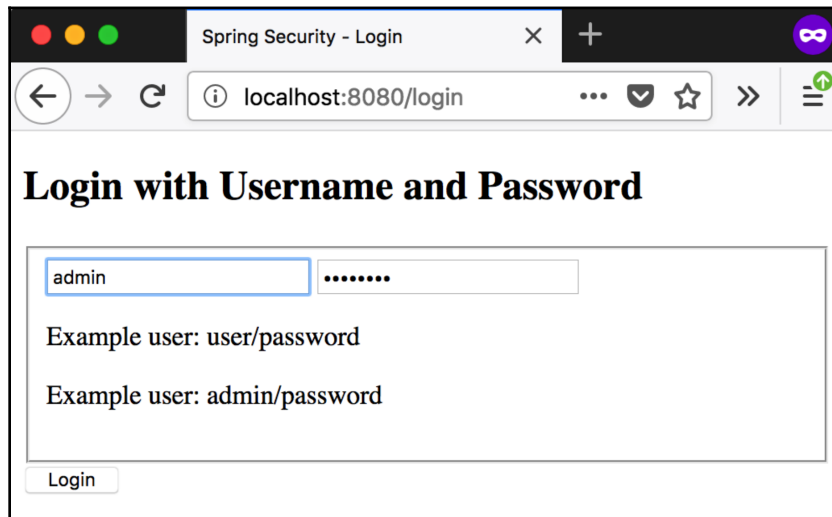 Spring Security - Login
localhost:8080/login
Login with Username and Password
admin ••••••••
Example user: user/password
Example user: admin/password
Login